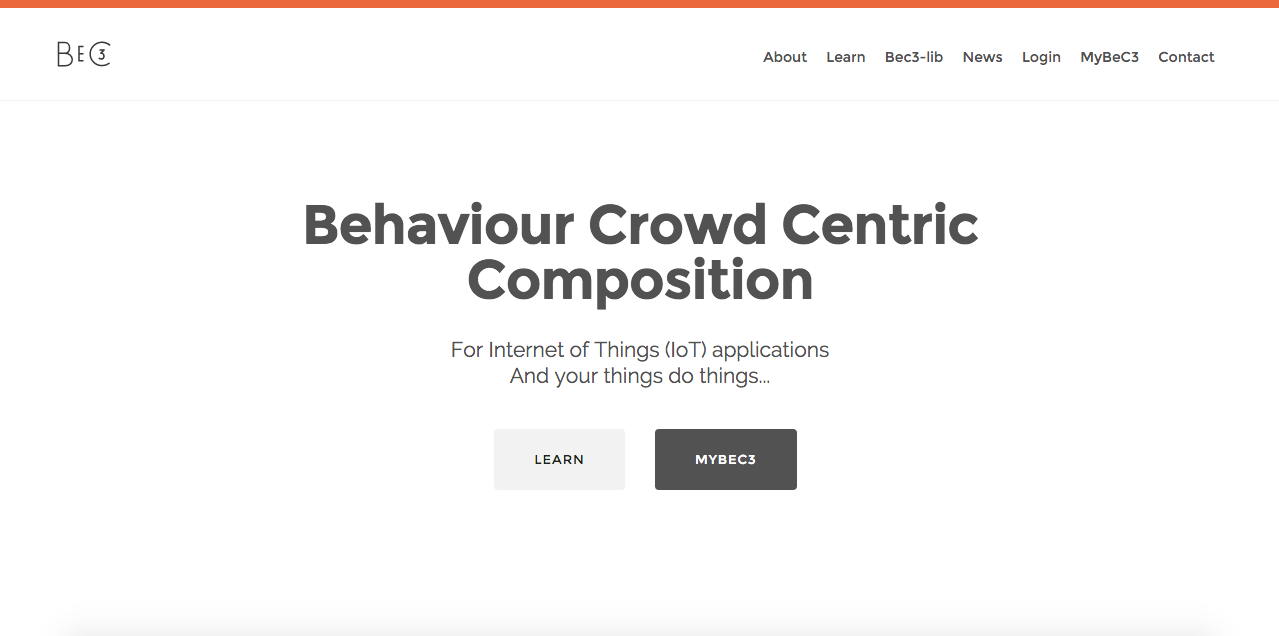 BeC3
About Learn Bec3-lib News Login MyBeC3 Contact
Behaviour Crowd Centric
Composition
For Internet of Things (IoT) applications
And your things do things...
LEARN MYBEC3